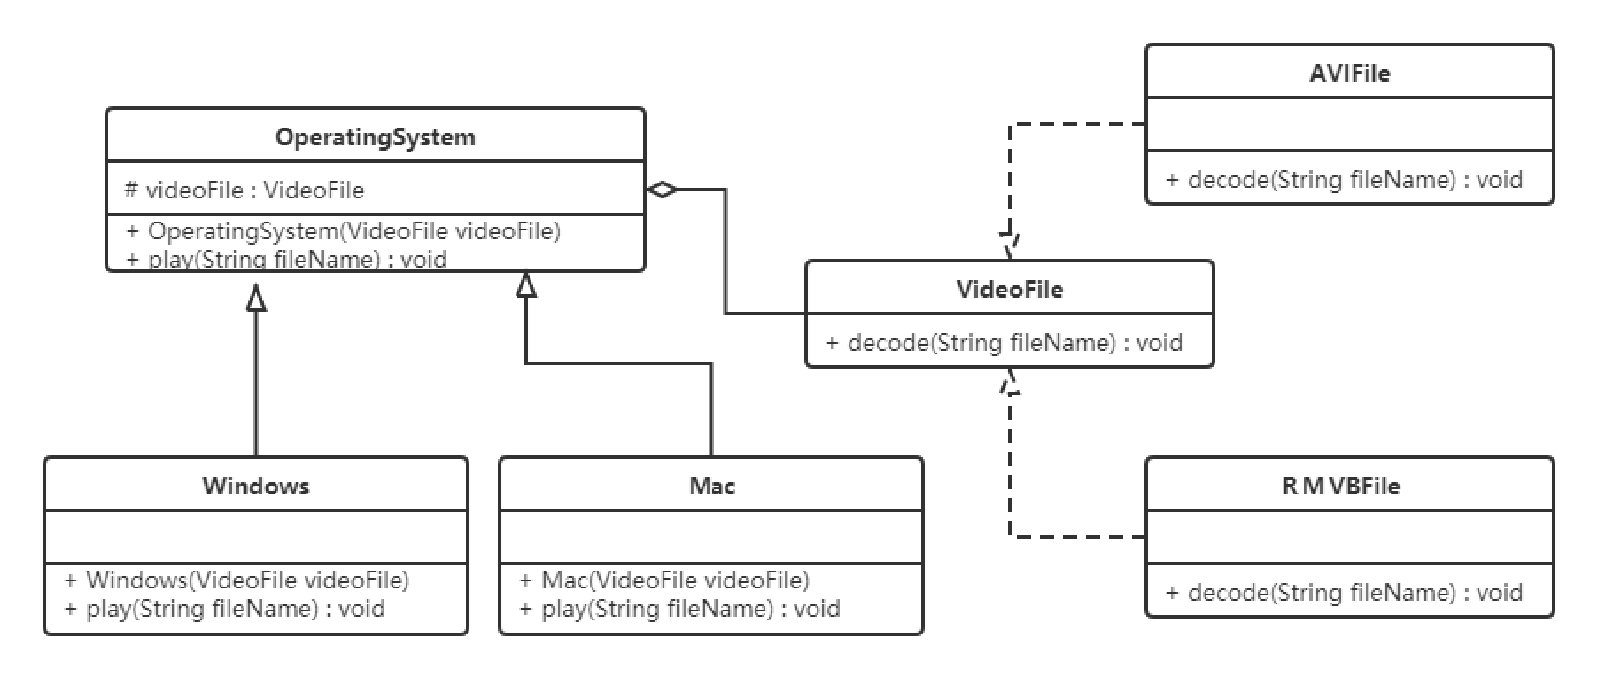 OperatingSystem
# videoFile : VideoFile
+ OperatingSystem(VideoFile videoFile)
+ play(String fileName) : void
AVIFile
+ decode(String fileName) : void
VideoFile
+ decode(String fileName) : void
Windows
+ Windows(VideoFile videoFile)
+ play(String fileName) : void
Mac
+ Mac(VideoFile videoFile)
+ play(String fileName) : void
RMVBFile
+ decode(String fileName) : void